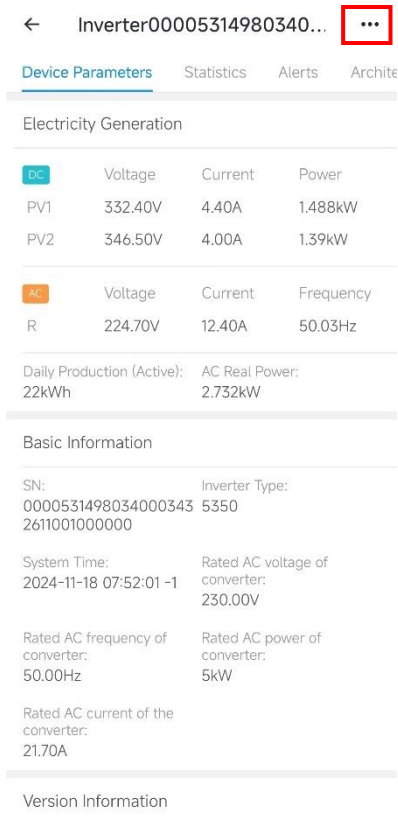 ← Inverter00005314980340... •••
Device Parameters Statistics Alerts Archite
Electricity Generation
DC Voltage Current Power
PV1 332.40V 4.40A 1.488kW
PV2 346.50V 4.00A 1.39kW
AC Voltage Current Frequency
R 224.70V 12.40A 50.03Hz
Daily Production (Active): AC Real Power:
22kWh 2.732kW
Basic Information
SN: Inverter Type:
0000531498034000343 5350
2611001000000
System Time: Rated AC voltage of
2024-11-18 07:52:01 -1 converter:
230.00V
Rated AC frequency of Rated AC power of
converter: converter:
50.00Hz 5kW
Rated AC current of the
converter:
21.70A
Version Information